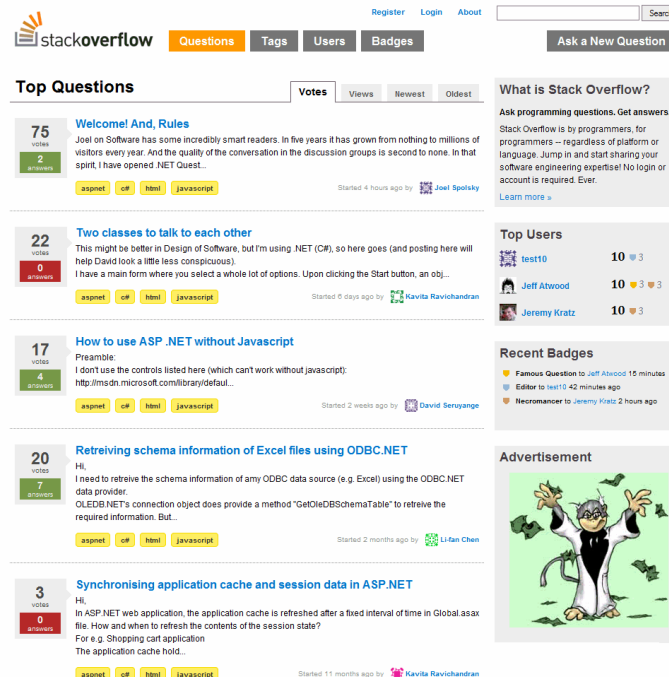 Register Login About
Searc
stackoverflow
Questions Tags Users Badges Ask a New Question
Top Questions Votes Views Newest Oldest
75
votes
2
answers
Welcome! And, Rules
Joel on Software has some incredibly smart readers. In five years it has grown from nothing to millions of
visitors every year. And the quality of the conversation in the discussion groups is second to none. In that
spirit, I have opened .NET Quest...
aspnet c# html javascript Started 4 hours ago by Joel Spolsky
22
votes
0
answers
Two classes to talk to each other
This might be better in Design of Software, but I'm using .NET (C#), so here goes (and posting here will
help David look a little less conspicuous).
I have a main form where you select a whole lot of options. Upon clicking the Start button, an obj...
aspnet c# html javascript Started 6 days ago by Kavita Ravichandran
17
votes
4
answers
How to use ASP .NET without Javascript
Preamble:
I don't use the controls listed here (which can't work without javascript):
http://msdn.microsoft.com/library/defaul...
aspnet c# html javascript Started 2 weeks ago by David Seruyange
20
votes
7
answers
Retreiving schema information of Excel files using ODBC.NET
Hi,
I need to retreive the schema information of amy ODBC data source (e.g. Excel) using the ODBC.NET
data provider.
OLEDB.NET's connection object does provide a method "GetOleDBSchemaTable" to retreive the
required information. But...
aspnet c# html javascript Started 2 months ago by Li-fan Chen
3
votes
0
answers
Synchronising application cache and session data in ASP.NET
Hi,
In ASP.NET web application, the application cache is refreshed after a fixed interval of time in Global.asax
file. How and when to refresh the contents of the session state?
For e.g. Shopping cart application
The application cache hold...
aspnet c# html javascript Started 11 months ago by Kavita Ravichandran
What is Stack Overflow?
Ask programming questions. Get answers
Stack Overflow is by programmers, for
programmers -- regardless of platform or
language. Jump in and start sharing your
software engineering expertise! No login or
account is required. Ever.
Learn more »
Top Users
test10 10 3
Jeff Atwood 10 3 3
Jeremy Kratz 10 3
Recent Badges
Famous Question to Jeff Atwood 15 minutes
Editor to test10 42 minutes ago
Necromancer to Jeremy Kratz 2 hours ago
Advertisement